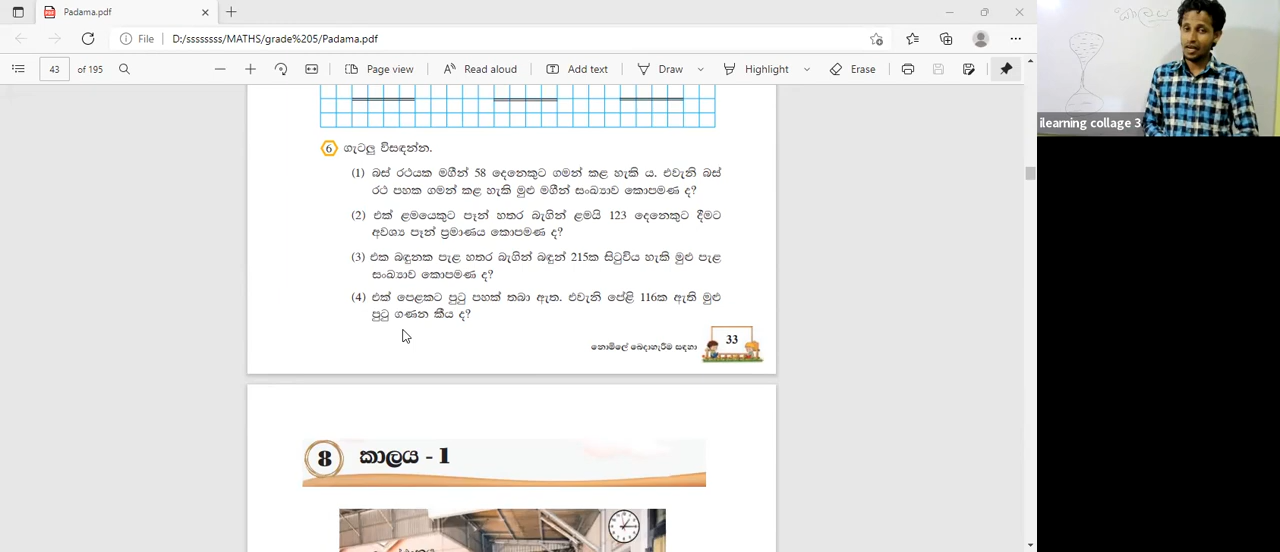 Padama.pdf
File
D:/ssssssss/MATHS/grade%205/Padama.pdf
43 of 195
Page view
Read aloud
Add text
Draw
Highlight
Erase
කාලය
ilearning collage 3
6 ගැටලු විසඳන්න.
(1) බස් රථයක මගීන් 58 දෙනෙකුට ගමන් කළ හැකි ය. එවැනි බස්
රථ පහක ගමන් කළ හැකි මුළු මගීන් සංඛ්‍යාව කොපමණ ද?
(2) එක් ළමයෙකුට පෑන් හතර බැගින් ළමයි 123 දෙනෙකුට දීමට
අවශ්‍ය පෑන් ප්‍රමාණය කොපමණ ද?
(3) එක බඳුනක පැළ හතර බැගින් බඳුන් 215ක සිටුවිය හැකි මුළු පැළ
සංඛ්‍යාව කොපමණ ද?
(4) එක් පෙළකට පුටු පහක් තබා ඇත. එවැනි පේළි 116ක ඇති මුළු
පුටු ගණන කීය ද?
නොමිලේ බෙදාහැරීම සඳහා
33
8 කාලය - 1